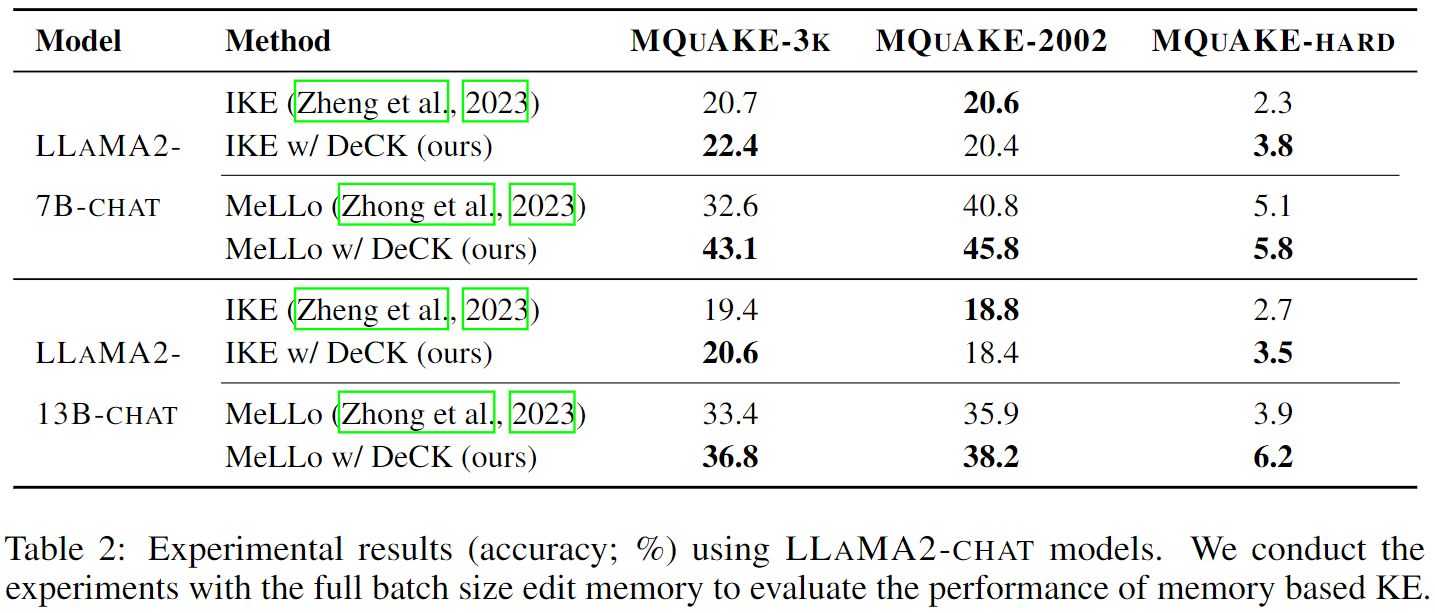 Model Method MQUAKE-3K MQUAKE-2002 MQUAKE-HARD
IKE (Zheng et al., 2023) 20.7 20.6 2.3
LLAMA2- IKE w/ DeCK (ours) 22.4 20.4 3.8
7B-CHAT MeLLo (Zhong et al., 2023) 32.6 40.8 5.1
MeLLo w/ DeCK (ours) 43.1 45.8 5.8
IKE (Zheng et al., 2023) 19.4 18.8 2.7
LLAMA2- IKE w/ DeCK (ours) 20.6 18.4 3.5
13B-CHAT MeLLo (Zhong et al., 2023) 33.4 35.9 3.9
MeLLo w/ DeCK (ours) 36.8 38.2 6.2
Table 2: Experimental results (accuracy; %) using LLAMA2-CHAT models. We conduct the
experiments with the full batch size edit memory to evaluate the performance of memory based KE.